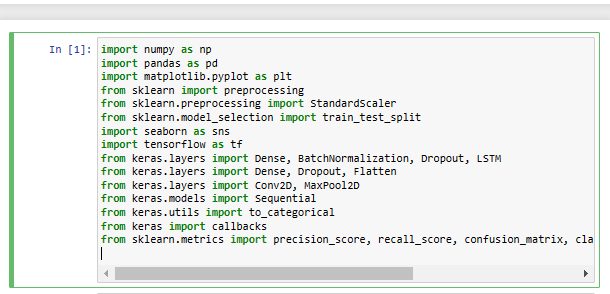 In [1]: import numpy as np
import pandas as pd
import matplotlib.pyplot as plt
from sklearn import preprocessing
from sklearn.preprocessing import StandardScaler
from sklearn.model_selection import train_test_split
import seaborn as sns
import tensorflow as tf
from keras.layers import Dense, BatchNormalization, Dropout, LSTM
from keras.layers import Dense, Dropout, Flatten
from keras.layers import Conv2D, MaxPool2D
from keras.models import Sequential
from keras.utils import to_categorical
from keras import callbacks
from sklearn.metrics import precision_score, recall_score, confusion_matrix, cla